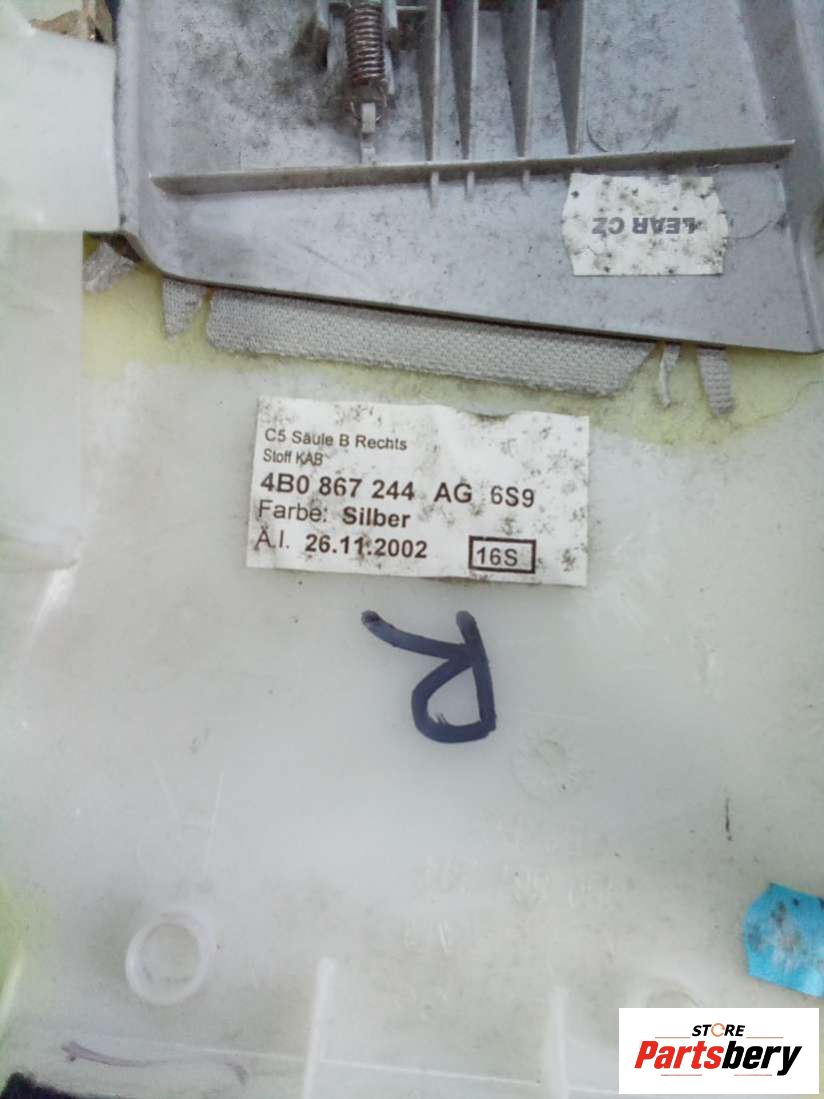 LEAR CZ
C5 Säule B Rechts
Stoff KAB
4B0 867 244 AG 6S9
Farbe: Silber
Ä.I. 26.11.2002 16S
R
STORE
Partsbery